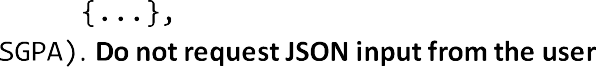 {...},
SGPA). Do not request JSON input from the user